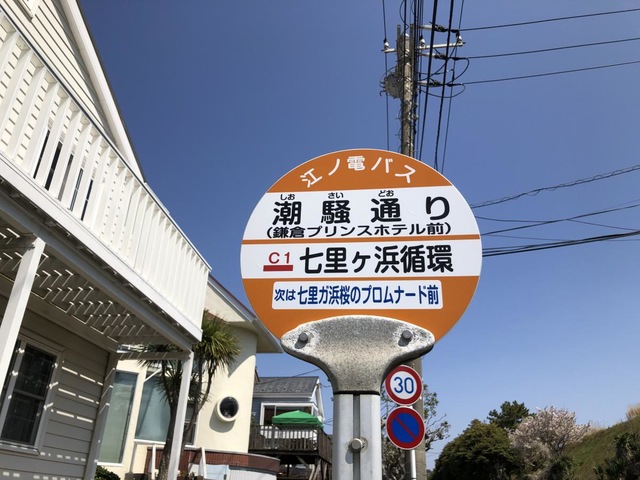 江ノ電バス
しお さい どお
潮騒通り
(鎌倉プリンスホテル前)
C1 七里ヶ浜循環
次は七里ガ浜桜のプロムナード前
30